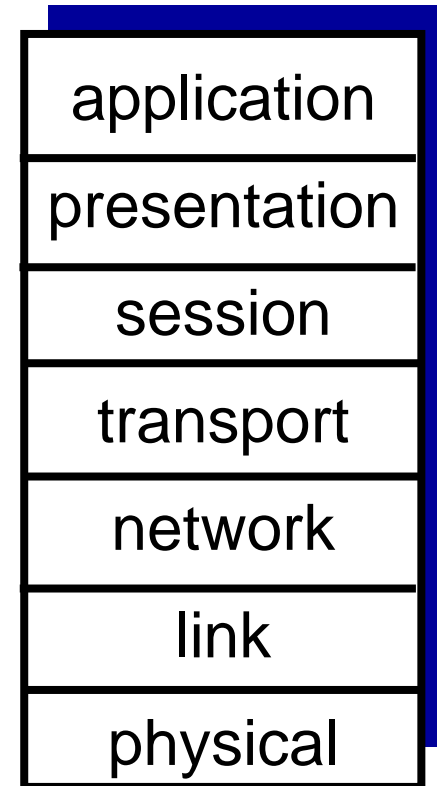 application
presentation
session
transport
network
link
physical